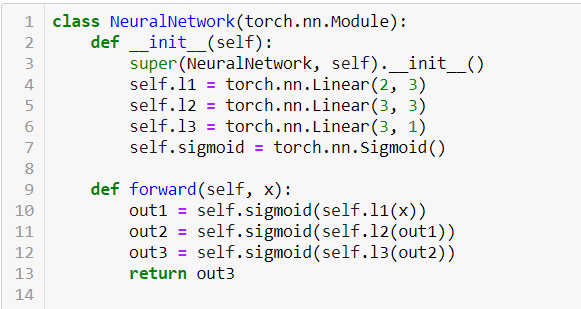 1 class NeuralNetwork(torch.nn.Module):
2     def __init__(self):
3         super(NeuralNetwork, self).__init__()
4         self.l1 = torch.nn.Linear(2, 3)
5         self.l2 = torch.nn.Linear(3, 3)
6         self.l3 = torch.nn.Linear(3, 1)
7         self.sigmoid = torch.nn.Sigmoid()
8
9     def forward(self, x):
10         out1 = self.sigmoid(self.l1(x))
11         out2 = self.sigmoid(self.l2(out1))
12         out3 = self.sigmoid(self.l3(out2))
13         return out3
14